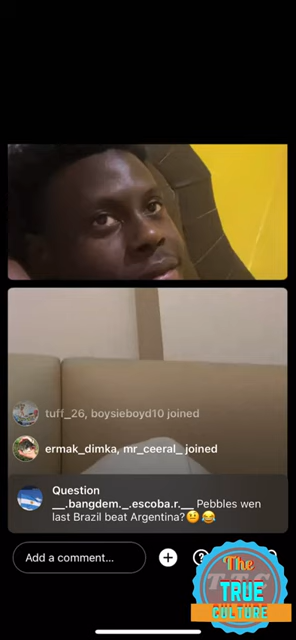 tuff_26, boysieboyd10 joined
ermak_dimka, mr_ceeral_ joined
Question
__.bangdem._.escoba.r.__ Pebbles wen
last Brazil beat Argentina?😐😂
Add a comment...
The
T.T.C
TRUE
CULTURE